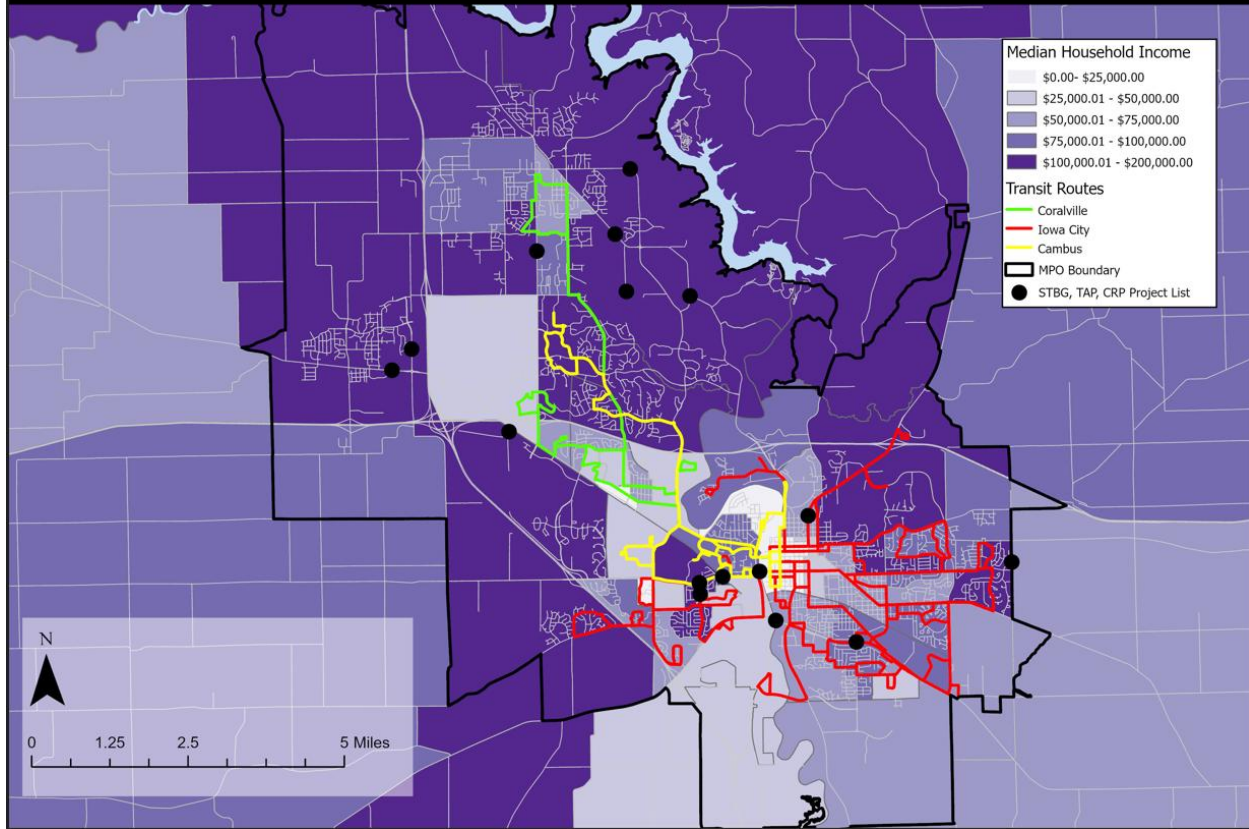 Median Household Income
$0.00- $25,000.00
$25,000.01 - $50,000.00
$50,000.01 - $75,000.00
$75,000.01 - $100,000.00
$100,000.01 - $200,000.00
Transit Routes
Coralville
Iowa City
Cambus
MPO Boundary
STBG, TAP, CRP Project List
N
0 1.25 2.5 5 Miles